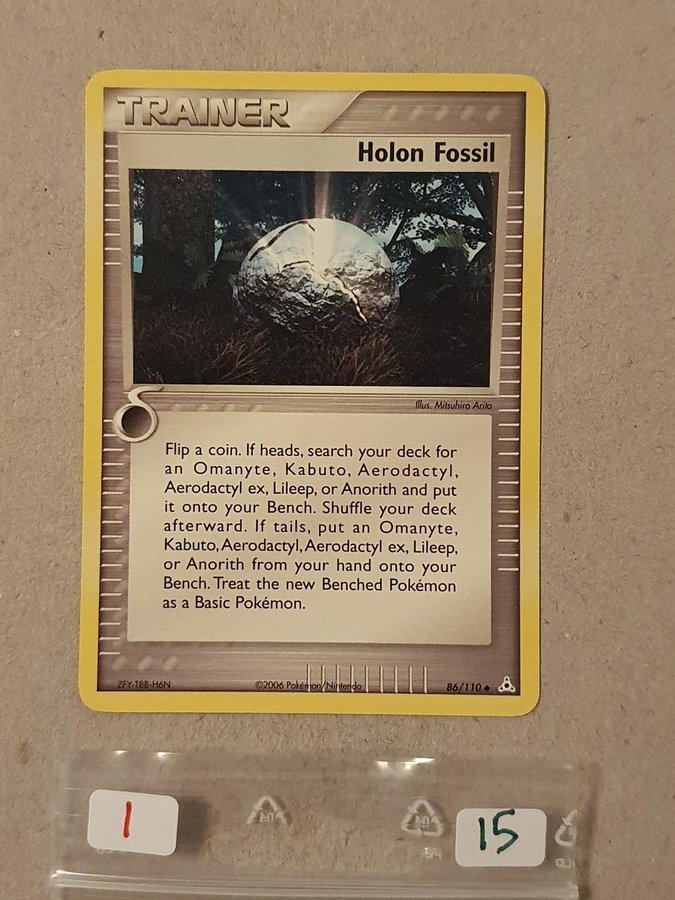 TRAINER
Holon Fossil
Illus. Mitsuhiro Arita
Flip a coin. If heads, search your deck for
an Omanyte, Kabuto, Aerodactyl,
Aerodactyl ex, Lileep, or Anorith and put
it onto your Bench. Shuffle your deck
afterward. If tails, put an Omanyte,
Kabuto, Aerodactyl, Aerodactyl ex, Lileep,
or Anorith from your hand onto your
Bench. Treat the new Benched Pokémon
as a Basic Pokémon.
ZFY-T8B-H6N ©2006 Pokémon/Nintendo 86/110
1 15